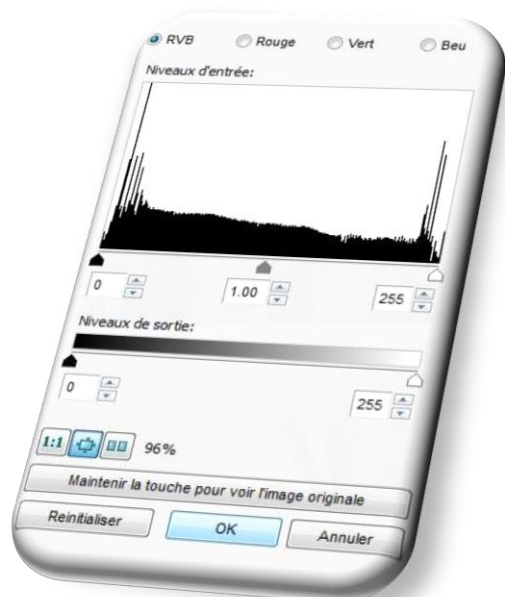 RVB Rouge Vert Beu
Niveaux d'entrée:
0 1.00 255
Niveaux de sortie:
0 255
1:1 96%
Maintenir la touche pour voir l'image originale
Reinitialiser OK Annuler